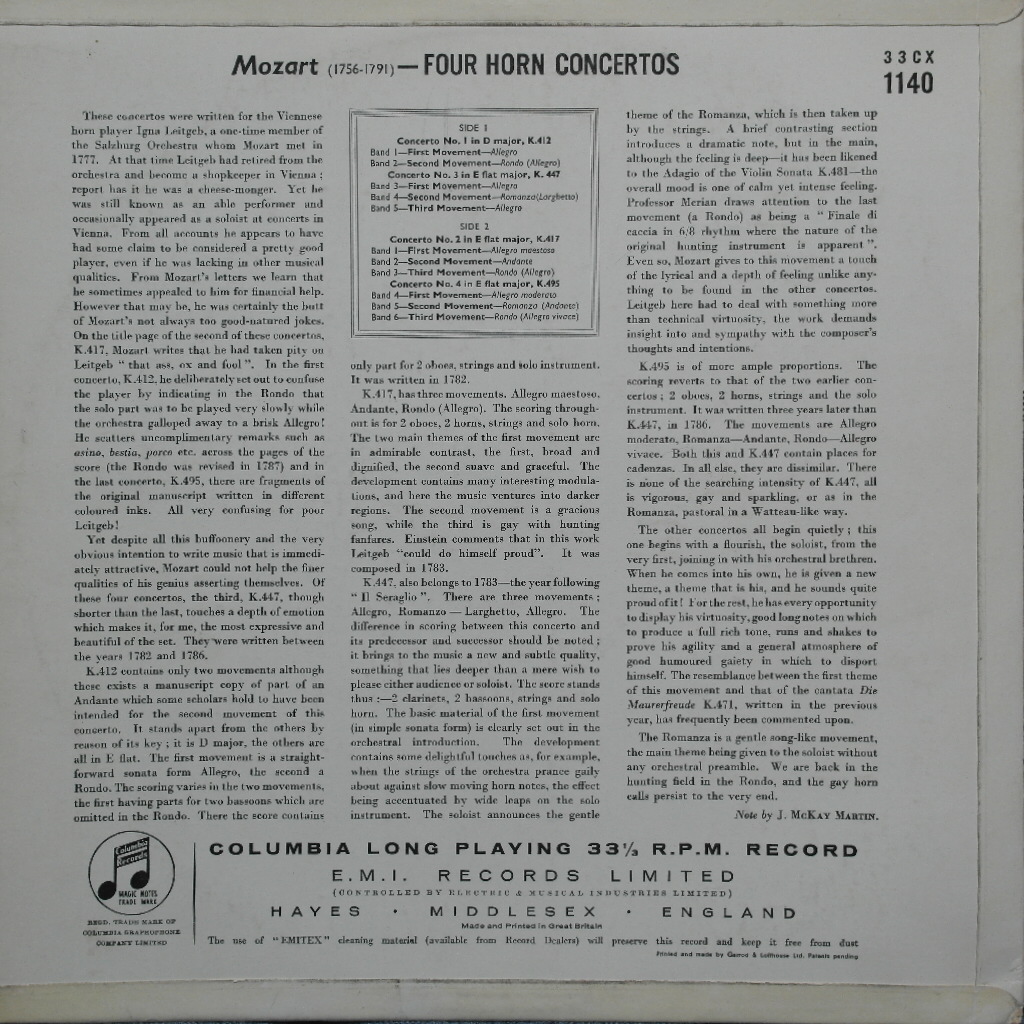 Mozart (1756-1791)—FOUR HORN CONCERTOS
33CX
1140
These concertos were written for the Viennese
horn player Igna Leitgeb, a one-time member of
the Salzburg Orchestra whom Mozart met in
1777. At that time Leitgeb had retired from the
orchestra and become a shopkeeper in Vienna ;
report has it he was a cheese-monger. Yet he
was still known as an able performer and
occasionally appeared as a soloist at concerts in
Vienna. From all accounts he appears to have
had some claim to be considered a pretty good
player, even if he was lacking in other musical
qualities. From Mozart's letters we learn that
he sometimes appealed to him for financial help.
However that may be, he was certainly the butt
of Mozart's not always too good-natured jokes.
On the title page of the second of these concertos,
K.417, Mozart writes that he had taken pity on
Leitgeb " that ass, ox and fool ". In the first
concerto, K.412, he deliberately set out to confuse
the player by indicating in the Rondo that
the solo part was to be played very slowly while
the orchestra galloped away to a brisk Allegro!
He scatters uncomplimentary remarks such as
asino, bestia, porco etc. across the pages of the
score (the Rondo was revised in 1787) and in
the last concerto, K.495, there are fragments of
the original manuscript written in different
coloured inks. All very confusing for poor
Leitgeb!
Yet despite all this buffoonery and the very
obvious intention to write music that is immedi-
ately attractive, Mozart could not help the finer
qualities of his genius asserting themselves. Of
these four concertos, the third, K.447, though
shorter than the last, touches a depth of emotion
which makes it, for me, the most expressive and
beautiful of the set. They were written between
the years 1782 and 1786.
K.412 contains only two movements although
these exists a manuscript copy of part of an
Andante which some scholars hold to have been
intended for the second movement of this
concerto. It stands apart from the others by
reason of its key ; it is D major, the others are
all in E flat. The first movement is a straight-
forward sonata form Allegro, the second a
Rondo. The scoring varies in the two movements,
the first having parts for two bassoons which are
omitted in the Rondo. There the score contains
SIDE 1
Concerto No. 1 in D major, K.412
Band 1—First Movement—Allegro
Band 2—Second Movement—Rondo (Allegro)
Concerto No. 3 in E flat major, K. 447
Band 3—First Movement—Allegro
Band 4—Second Movement—Romanza(Larghetto)
Band 5—Third Movement—Allegro
SIDE 2
Concerto No. 2 in E flat major, K.417
Band 1—First Movement—Allegro maestoso
Band 2—Second Movement—Andante
Band 3—Third Movement—Rondo (Allegro)
Concerto No. 4 in E flat major, K.495
Band 4—First Movement—Allegro moderato
Band 5—Second Movement—Romanza (Andante)
Band 6—Third Movement—Rondo (Allegro vivace)
only part for 2 oboes, strings and solo instrument.
It was written in 1782.
K.417, has three movements. Allegro maestoso.
Andante, Rondo (Allegro). The scoring through-
out is for 2 oboes, 2 horns, strings and solo horn.
The two main themes of the first movement are
in admirable contrast, the first, broad and
dignified, the second suave and graceful. The
development contains many interesting modula-
tions, and here the music ventures into darker
regions. The second movement is a gracious
song, while the third is gay with hunting
fanfares. Einstein comments that in this work
Leitgeb "could do himself proud". It was
composed in 1783.
K.447, also belongs to 1783—the year following
" Il Seraglio ". There are three movements ;
Allegro, Romanzo — Larghetto, Allegro. The
difference in scoring between this concerto and
its predecessor and successor should be noted ;
it brings to the music a new and subtle quality,
something that lies deeper than a mere wish to
please either audience or soloist. The score stands
thus :—2 clarinets, 2 bassoons, strings and solo
horn. The basic material of the first movement
(in simple sonata form) is clearly set out in the
orchestral introduction. The development
contains some delightful touches as, for example,
when the strings of the orchestra prance gaily
about against slow moving horn notes, the effect
being accentuated by wide leaps on the solo
instrument. The soloist announces the gentle
theme of the Romanza, which is then taken up
by the strings. A brief contrasting section
introduces a dramatic note, but in the main,
although the feeling is deep—it has been likened
to the Adagio of the Violin Sonata K.481—the
overall mood is one of calm yet intense feeling.
Professor Merian draws attention to the last
movement (a Rondo) as being a " Finale di
caccia in 6/8 rhythm where the nature of the
original hunting instrument is apparent ".
Even so, Mozart gives to this movement a touch
of the lyrical and a depth of feeling unlike any-
thing to be found in the other concertos.
Leitgeb here had to deal with something more
than technical virtuosity, the work demands
insight into and sympathy with the composer's
thoughts and intentions.
K.495 is of more ample proportions. The
scoring reverts to that of the two earlier con-
certos ; 2 oboes, 2 horns, strings and the solo
instrument. It was written three years later than
K.447, in 1786. The movements are Allegro
moderato, Romanza—Andante, Rondo—Allegro
vivace. Both this and K.447 contain places for
cadenzas. In all else, they are dissimilar. There
is none of the searching intensity of K.447, all
is vigorous, gay and sparkling, or as in the
Romanza, pastoral in a Watteau-like way.
The other concertos all begin quietly ; this
one begins with a flourish, the soloist, from the
very first, joining in with his orchestral brethren.
When he comes into his own, he is given a new
theme, a theme that is his, and he sounds quite
proud of it! For the rest, he has every opportunity
to display his virtuosity, good long notes on which
to produce a full rich tone, runs and shakes to
prove his agility and a general atmosphere of
good humoured gaiety in which to disport
himself. The resemblance between the first theme
of this movement and that of the cantata Die
Maurerfreude K.471, written in the previous
year, has frequently been commented upon.
The Romanza is a gentle song-like movement,
the main theme being given to the soloist without
any orchestral preamble. We are back in the
hunting field in the Rondo, and the gay horn
calls persist to the very end.
Note by J. McKAY MARTIN.
Columbia
Records
MAGIC NOTES
TRADE MARK
REGD. TRADE MARK OF
COLUMBIA GRAPHOPHONE
COMPANY LIMITED
COLUMBIA LONG PLAYING 33⅓ R.P.M. RECORD
E.M.I. RECORDS LIMITED
(CONTROLLED BY ELECTRIC & MUSICAL INDUSTRIES LIMITED)
HAYES · MIDDLESEX · ENGLAND
Made and Printed in Great Britain
The use of "EMITEX" cleaning material (available from Record Dealers) will preserve this record and keep it free from dust
Printed and made by Garrod & Lofthouse Ltd. Patents pending